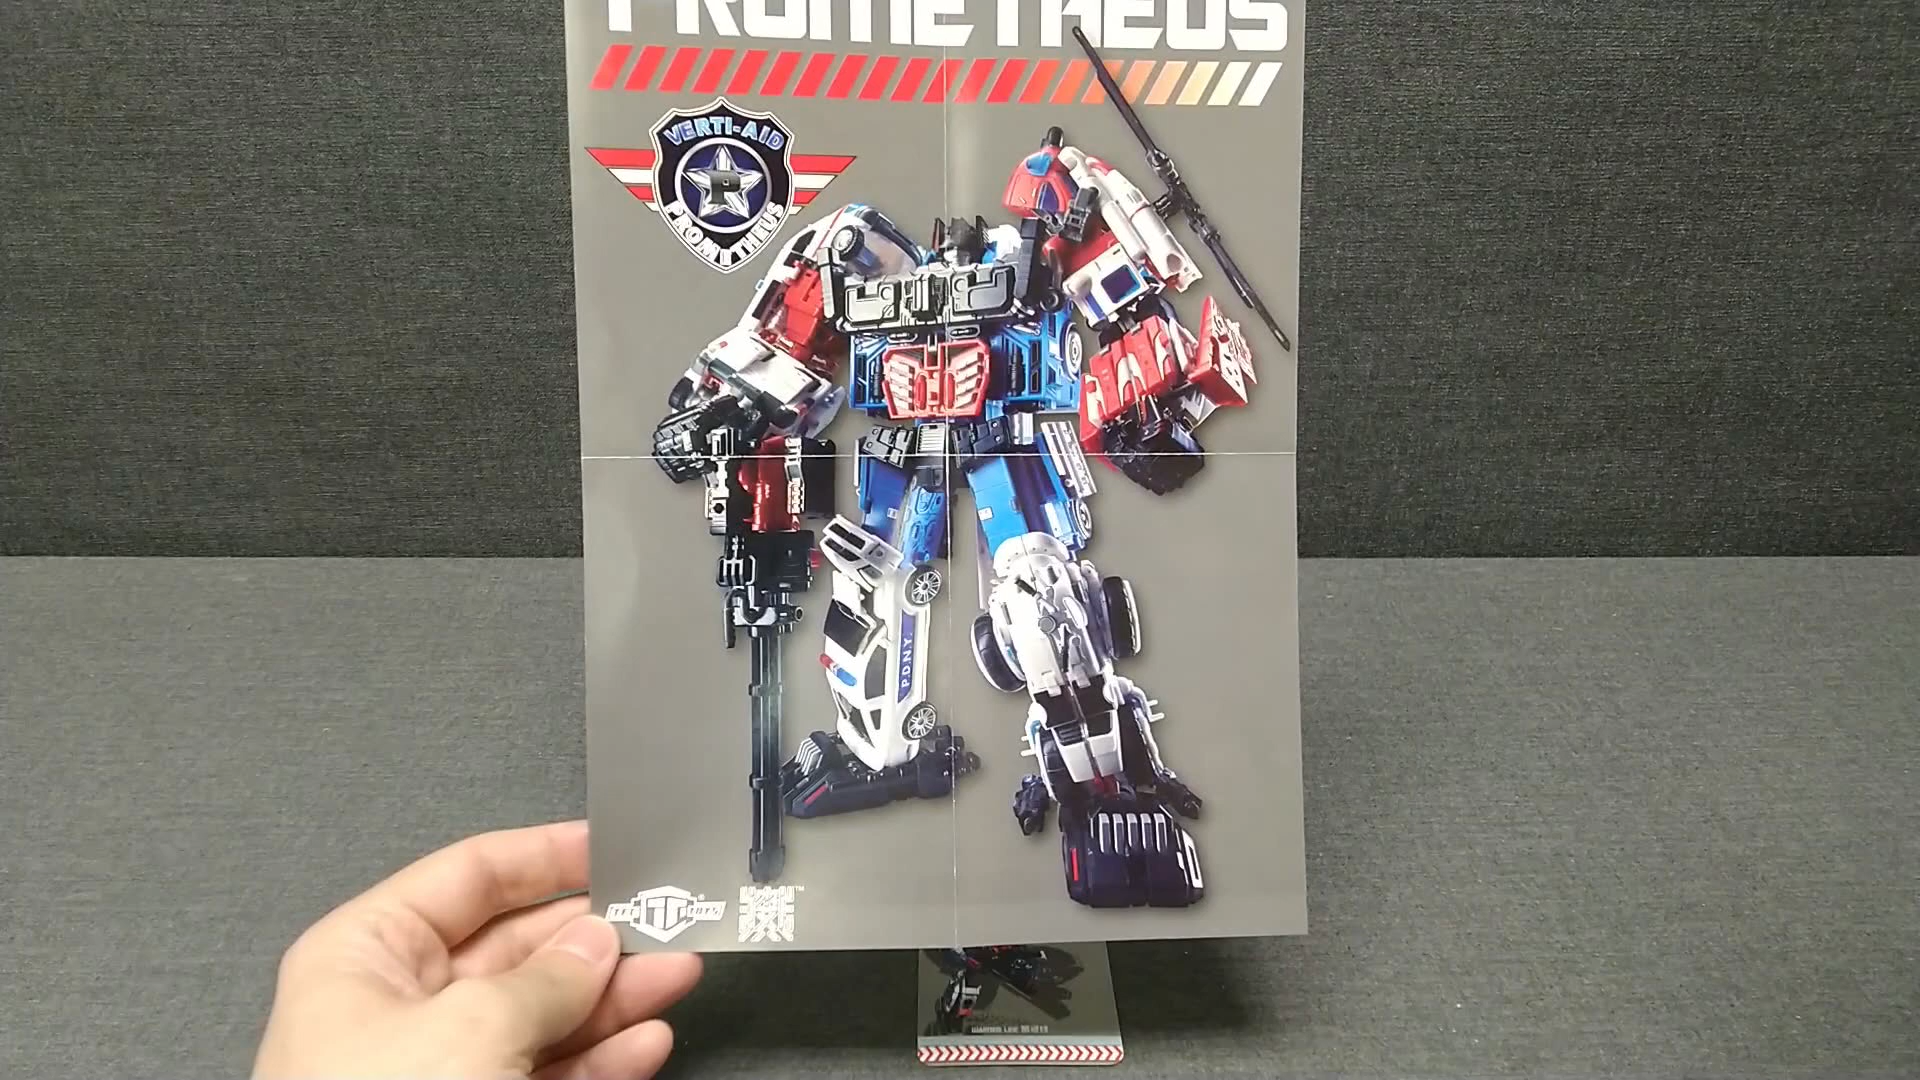 PROMETHEUS
VERTI-AID
P
PROMETHEUS
P.D.N.Y.